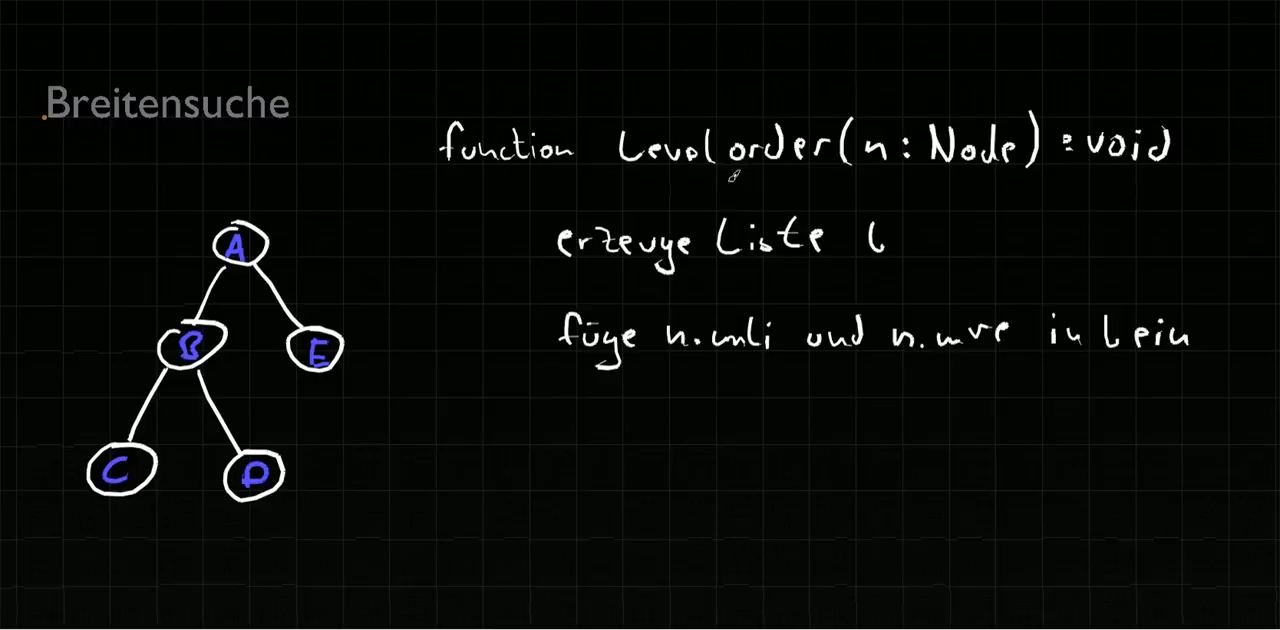 Breitensuche
function Levelorder(n: Node) : void
erzeuge Liste l
füge n.unli und n.unre in l ein
A
B
E
C
D